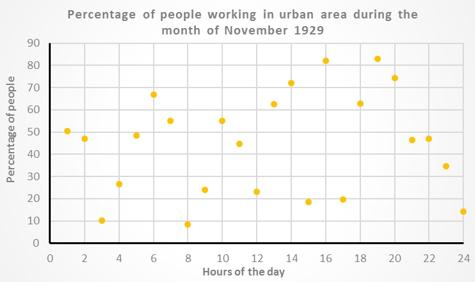 Percentage of people working in urban area during the
month of November 1929
Percentage of people
90
80
70
60
50
40
30
20
10
0
0 2 4 6 8 10 12 14 16 18 20 22 24
Hours of the day